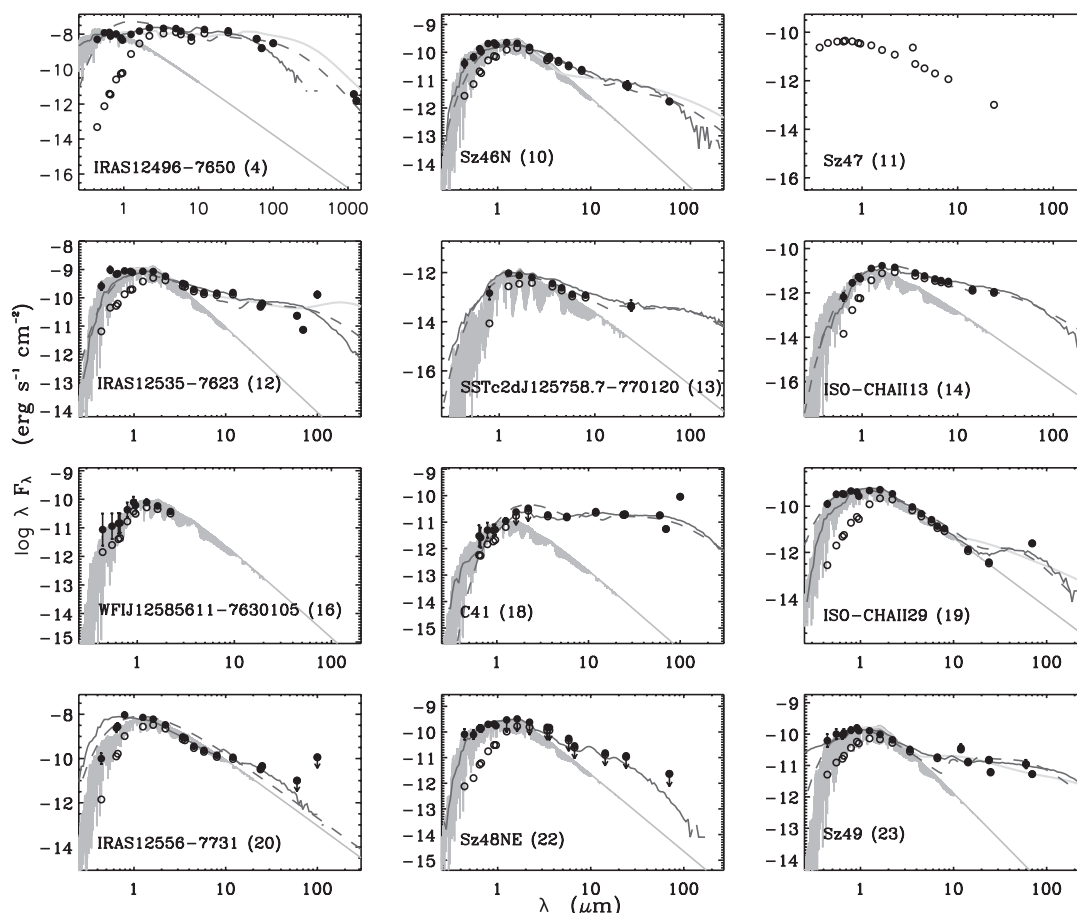 −8
−10
−12
−14
−16
IRAS12496−7650 (4)
1 10 100 1000
−9
−10
−11
−12
−13
−14
Sz46N (10)
1 10 100
−10
−12
−14
−16
Sz47 (11)
1 10 100
−8
−9
−10
−11
−12
−13
−14
IRAS12535−7623 (12)
1 10 100
−12
−14
−16
SSTc2dJ125758.7−770120 (13)
1 10 100
−10
−12
−14
−16
ISO−CHAII13 (14)
1 10 100
−9
−10
−11
−12
−13
−14
−15
WFIJ12585611−7630105 (16)
1 10 100
−9
−10
−11
−12
−13
−14
−15
C41 (18)
1 10 100
−8
−10
−12
−14
ISO−CHAII29 (19)
1 10 100
−8
−10
−12
−14
IRAS12556−7731 (20)
1 10 100
−8
−9
−10
−11
−12
−13
−14
−15
Sz48NE (22)
1 10 100
−9
−10
−11
−12
−13
−14
Sz49 (23)
1 10 100
log λ Fλ (erg s⁻¹ cm⁻²)
λ (μm)